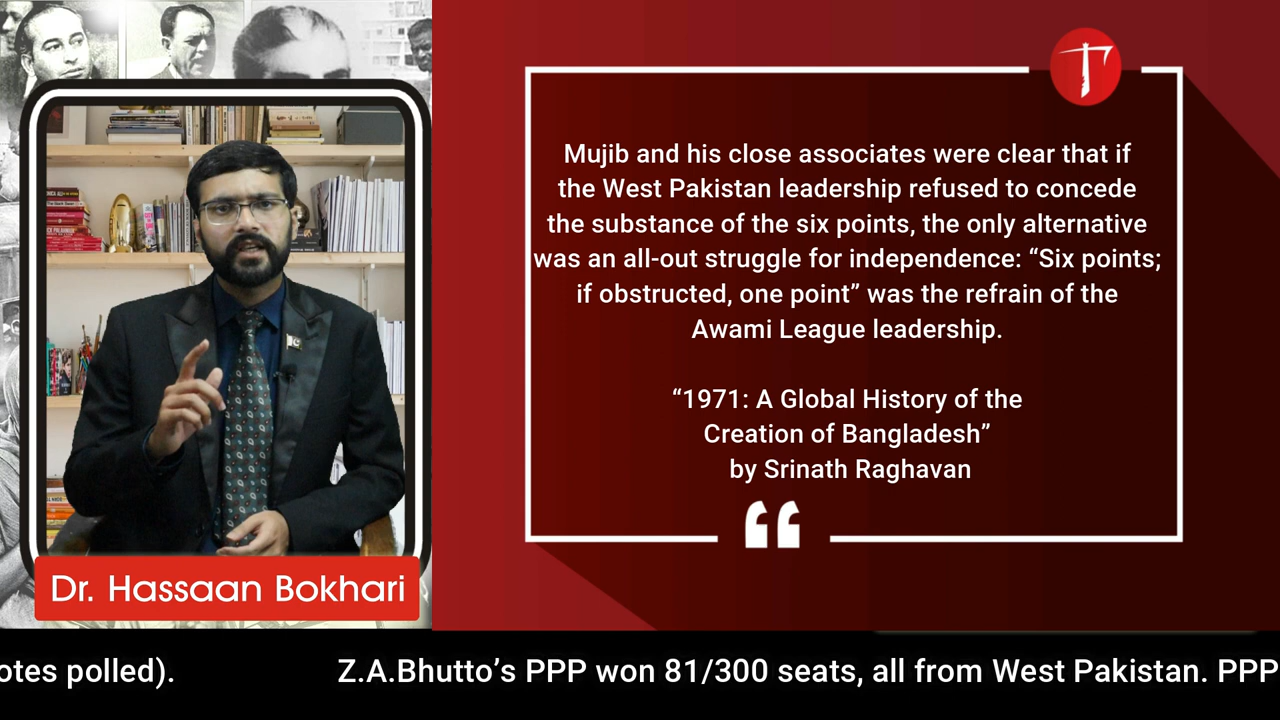 Mujib and his close associates were clear that if
the West Pakistan leadership refused to concede
the substance of the six points, the only alternative
was an all-out struggle for independence: “Six points;
if obstructed, one point” was the refrain of the
Awami League leadership.
“1971: A Global History of the
Creation of Bangladesh”
by Srinath Raghavan
Dr. Hassaan Bokhari
otes polled). Z.A.Bhutto’s PPP won 81/300 seats, all from West Pakistan. PPP